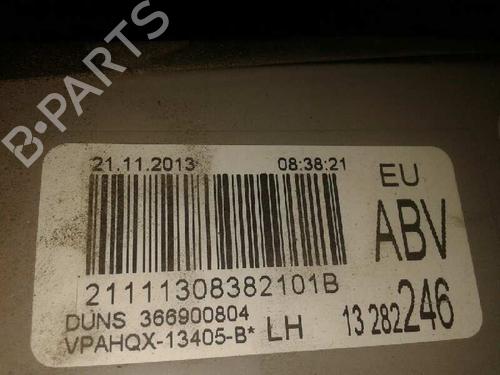 B-PARTS
21.11.2013 08:38:21
EU
ABV
21111308382101B
DUNS 366900804
VPAHQX-13405-B* LH 13 282 246